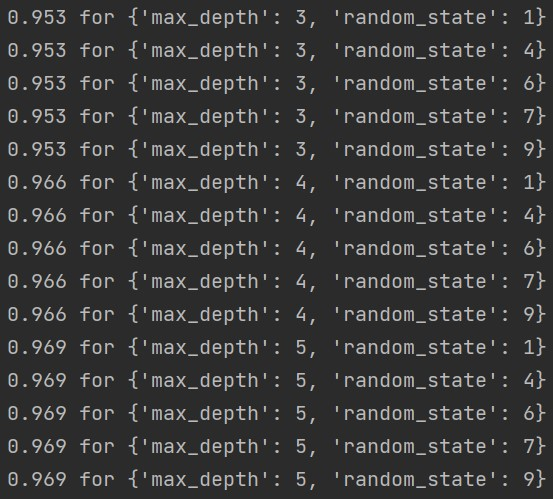 0.953 for {'max_depth': 3, 'random_state': 1}
0.953 for {'max_depth': 3, 'random_state': 4}
0.953 for {'max_depth': 3, 'random_state': 6}
0.953 for {'max_depth': 3, 'random_state': 7}
0.953 for {'max_depth': 3, 'random_state': 9}
0.966 for {'max_depth': 4, 'random_state': 1}
0.966 for {'max_depth': 4, 'random_state': 4}
0.966 for {'max_depth': 4, 'random_state': 6}
0.966 for {'max_depth': 4, 'random_state': 7}
0.966 for {'max_depth': 4, 'random_state': 9}
0.969 for {'max_depth': 5, 'random_state': 1}
0.969 for {'max_depth': 5, 'random_state': 4}
0.969 for {'max_depth': 5, 'random_state': 6}
0.969 for {'max_depth': 5, 'random_state': 7}
0.969 for {'max_depth': 5, 'random_state': 9}